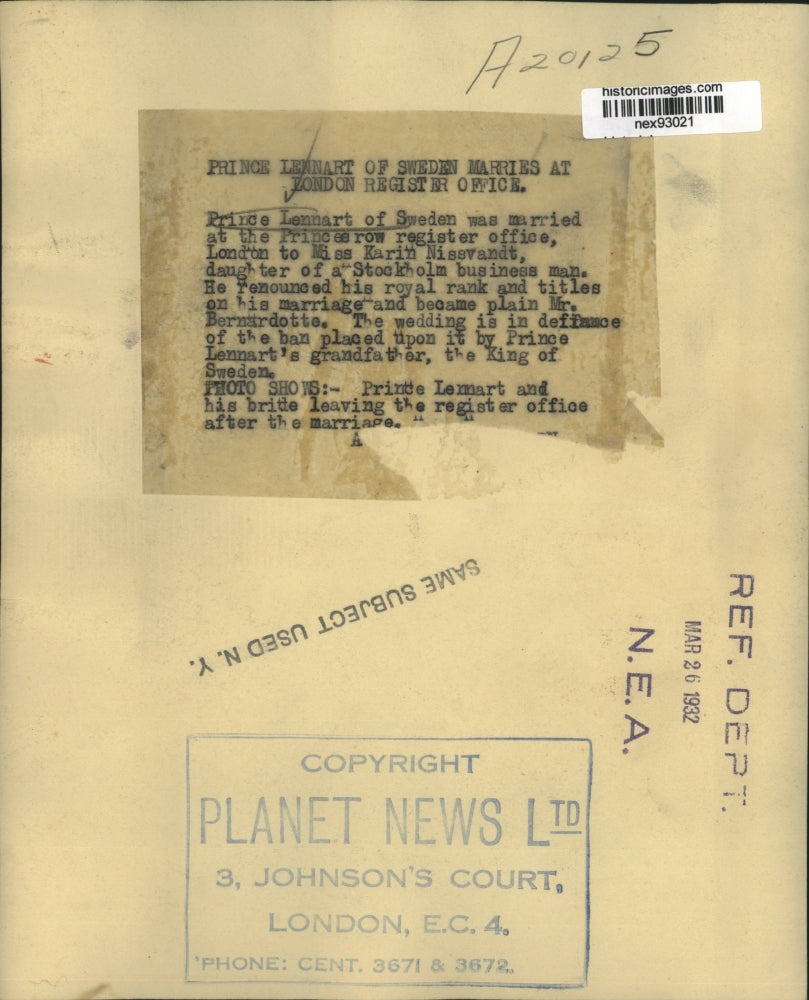 A20125
historicimages.com
nex93021
PRINCE LENNART OF SWEDEN MARRIES AT
LONDON REGISTER OFFICE.
Prince Lennart of Sweden was married
at the Princesrow register office,
London to Miss Karin Nissvandt,
daughter of a Stockholm business man.
He renounced his royal rank and titles
on his marriage and became plain Mr.
Bernardotte. The wedding is in defiance
of the ban placed upon it by Prince
Lennart's grandfather, the King of
Sweden.
PHOTO SHOWS:- Prince Lennart and
his bride leaving the register office
after the marriage.
A
SAME SUBJECT USED N.Y.
REF. DEPT.
MAR 26 1932
N.E.A.
COPYRIGHT
PLANET NEWS LTD
3, JOHNSON'S COURT,
LONDON, E.C. 4.
'PHONE: CENT. 3671 & 3672.